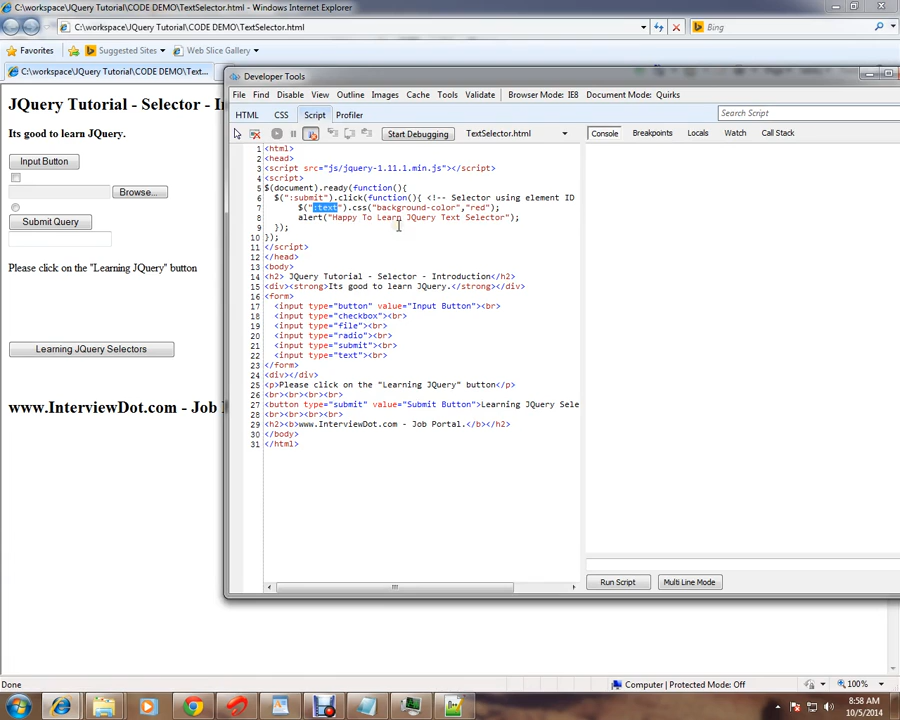 C:\workspace\JQuery Tutorial\CODE DEMO\TextSelector.html - Windows Internet Explorer
C:\workspace\JQuery Tutorial\CODE DEMO\TextSelector.html
Bing
Favorites
Suggested Sites
Web Slice Gallery
C:\workspace\JQuery Tutorial\CODE DEMO\Text...
JQuery Tutorial - Selector - In
Its good to learn JQuery.
Input Button
Browse...
Submit Query
Please click on the "Learning JQuery" button
Learning JQuery Selectors
www.InterviewDot.com - Job
Developer Tools
File Find Disable View Outline Images Cache Tools Validate Browser Mode: IE8 Document Mode: Quirks
HTML CSS Script Profiler
Search Script
Start Debugging TextSelector.html
Console Breakpoints Locals Watch Call Stack
1 <html>
2 <head>
3 <script src="js/jquery-1.11.1.min.js"></script>
4 <script>
5 $(document).ready(function(){
6 $(":submit").click(function(){ <!-- Selector using element ID
7 $(":text").css("background-color","red");
8 alert("Happy To Learn JQuery Text Selector");
9 });
10 });
11 </script>
12 </head>
13 <body>
14 <h2> JQuery Tutorial - Selector - Introduction</h2>
15 <div><strong>Its good to learn JQuery.</strong></div>
16 <form>
17 <input type="button" value="Input Button"><br>
18 <input type="checkbox"><br>
19 <input type="file"><br>
20 <input type="radio"><br>
21 <input type="submit"><br>
22 <input type="text"><br>
23 </form>
24 <div></div>
25 <p>Please click on the "Learning JQuery" button</p>
26 <br><br><br><br>
27 <button type="submit" value="Submit Button">Learning JQuery Sele
28 <br><br><br><br>
29 <h2><b>www.InterviewDot.com - Job Portal.</b></h2>
30 </body>
31 </html>
Run Script
Multi Line Mode
Done
Computer | Protected Mode: Off
100%
8:58 AM
10/5/2014